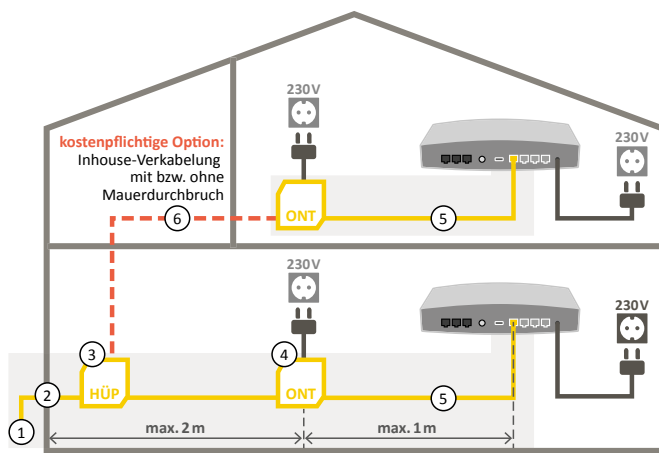 230V
230V
kostenpflichtige Option:
Inhouse-Verkabelung
mit bzw. ohne
Mauerdurchbruch
6
ONT
5
230V
230V
3
4
HÜP
ONT
2
5
1
max. 2 m
max. 1 m